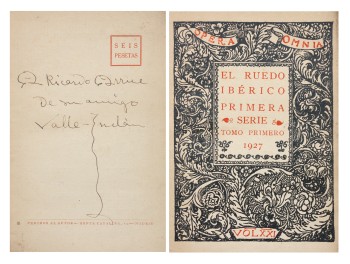 SEIS
PESETAS
A Ricardo
De su amigo
Valle-Inclán
OPERA OMNIA
EL RUEDO
IBÉRICO
PRIMERA
SERIE
TOMO PRIMERO
1927
VOL XXI